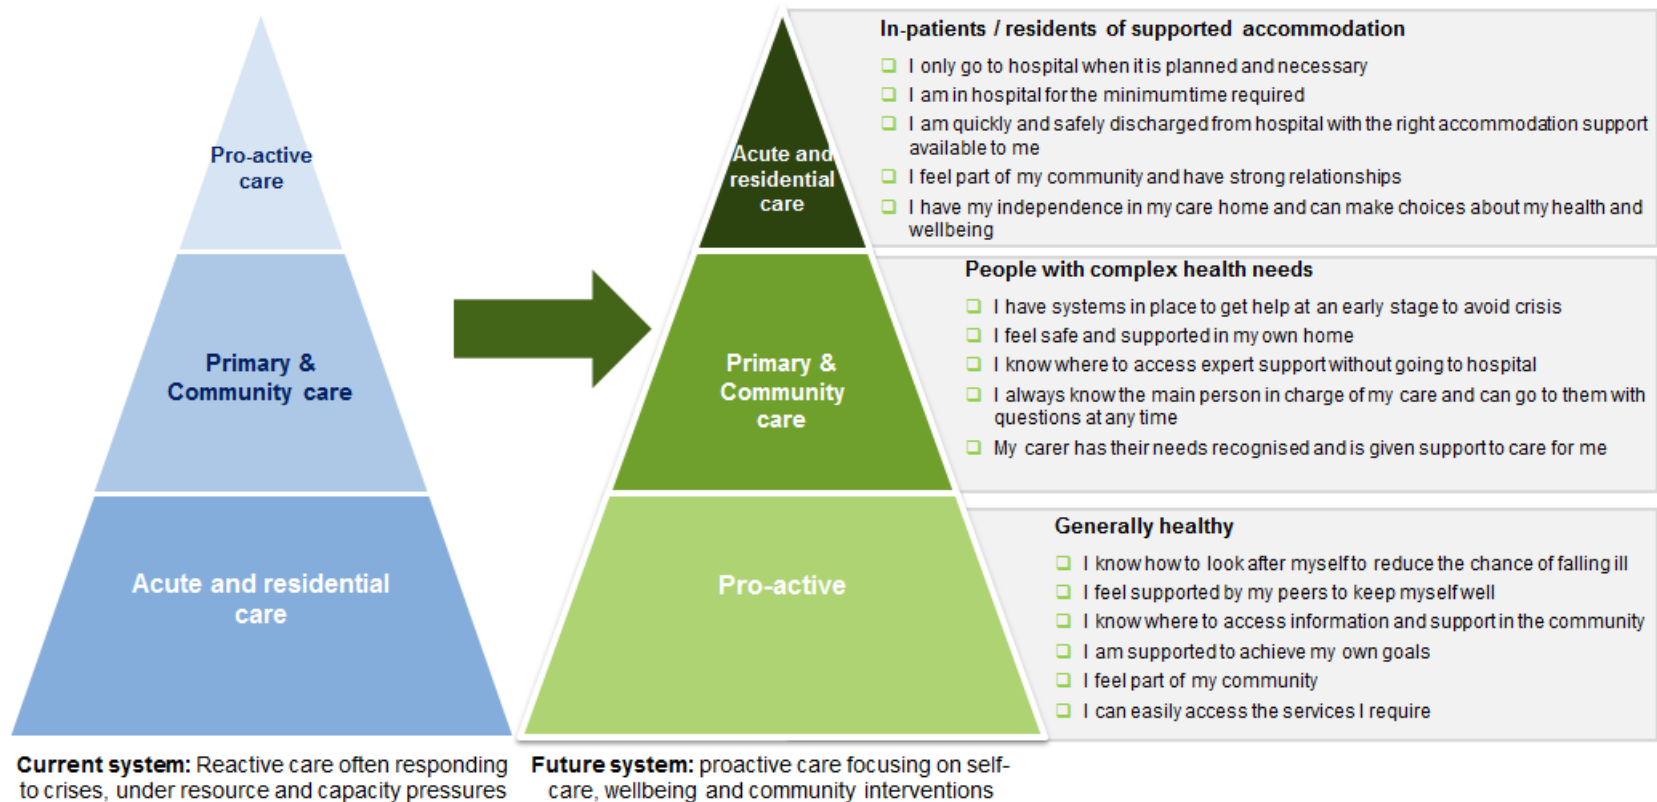 Pro-active
care
Primary &
Community care
Acute and residential
care
Current system: Reactive care often responding
to crises, under resource and capacity pressures
Acute and
residential
care
Primary &
Community
care
Pro-active
Future system: proactive care focusing on self-
care, wellbeing and community interventions
In-patients / residents of supported accommodation
I only go to hospital when it is planned and necessary
I am in hospital for the minimum time required
I am quickly and safely discharged from hospital with the right accommodation support
available to me
I feel part of my community and have strong relationships
I have my independence in my care home and can make choices about my health and
wellbeing
People with complex health needs
I have systems in place to get help at an early stage to avoid crisis
I feel safe and supported in my own home
I know where to access expert support without going to hospital
I always know the main person in charge of my care and can go to them with
questions at any time
My carer has their needs recognised and is given support to care for me
Generally healthy
I know how to look after myself to reduce the chance of falling ill
I feel supported by my peers to keep myself well
I know where to access information and support in the community
I am supported to achieve my own goals
I feel part of my community
I can easily access the services I require